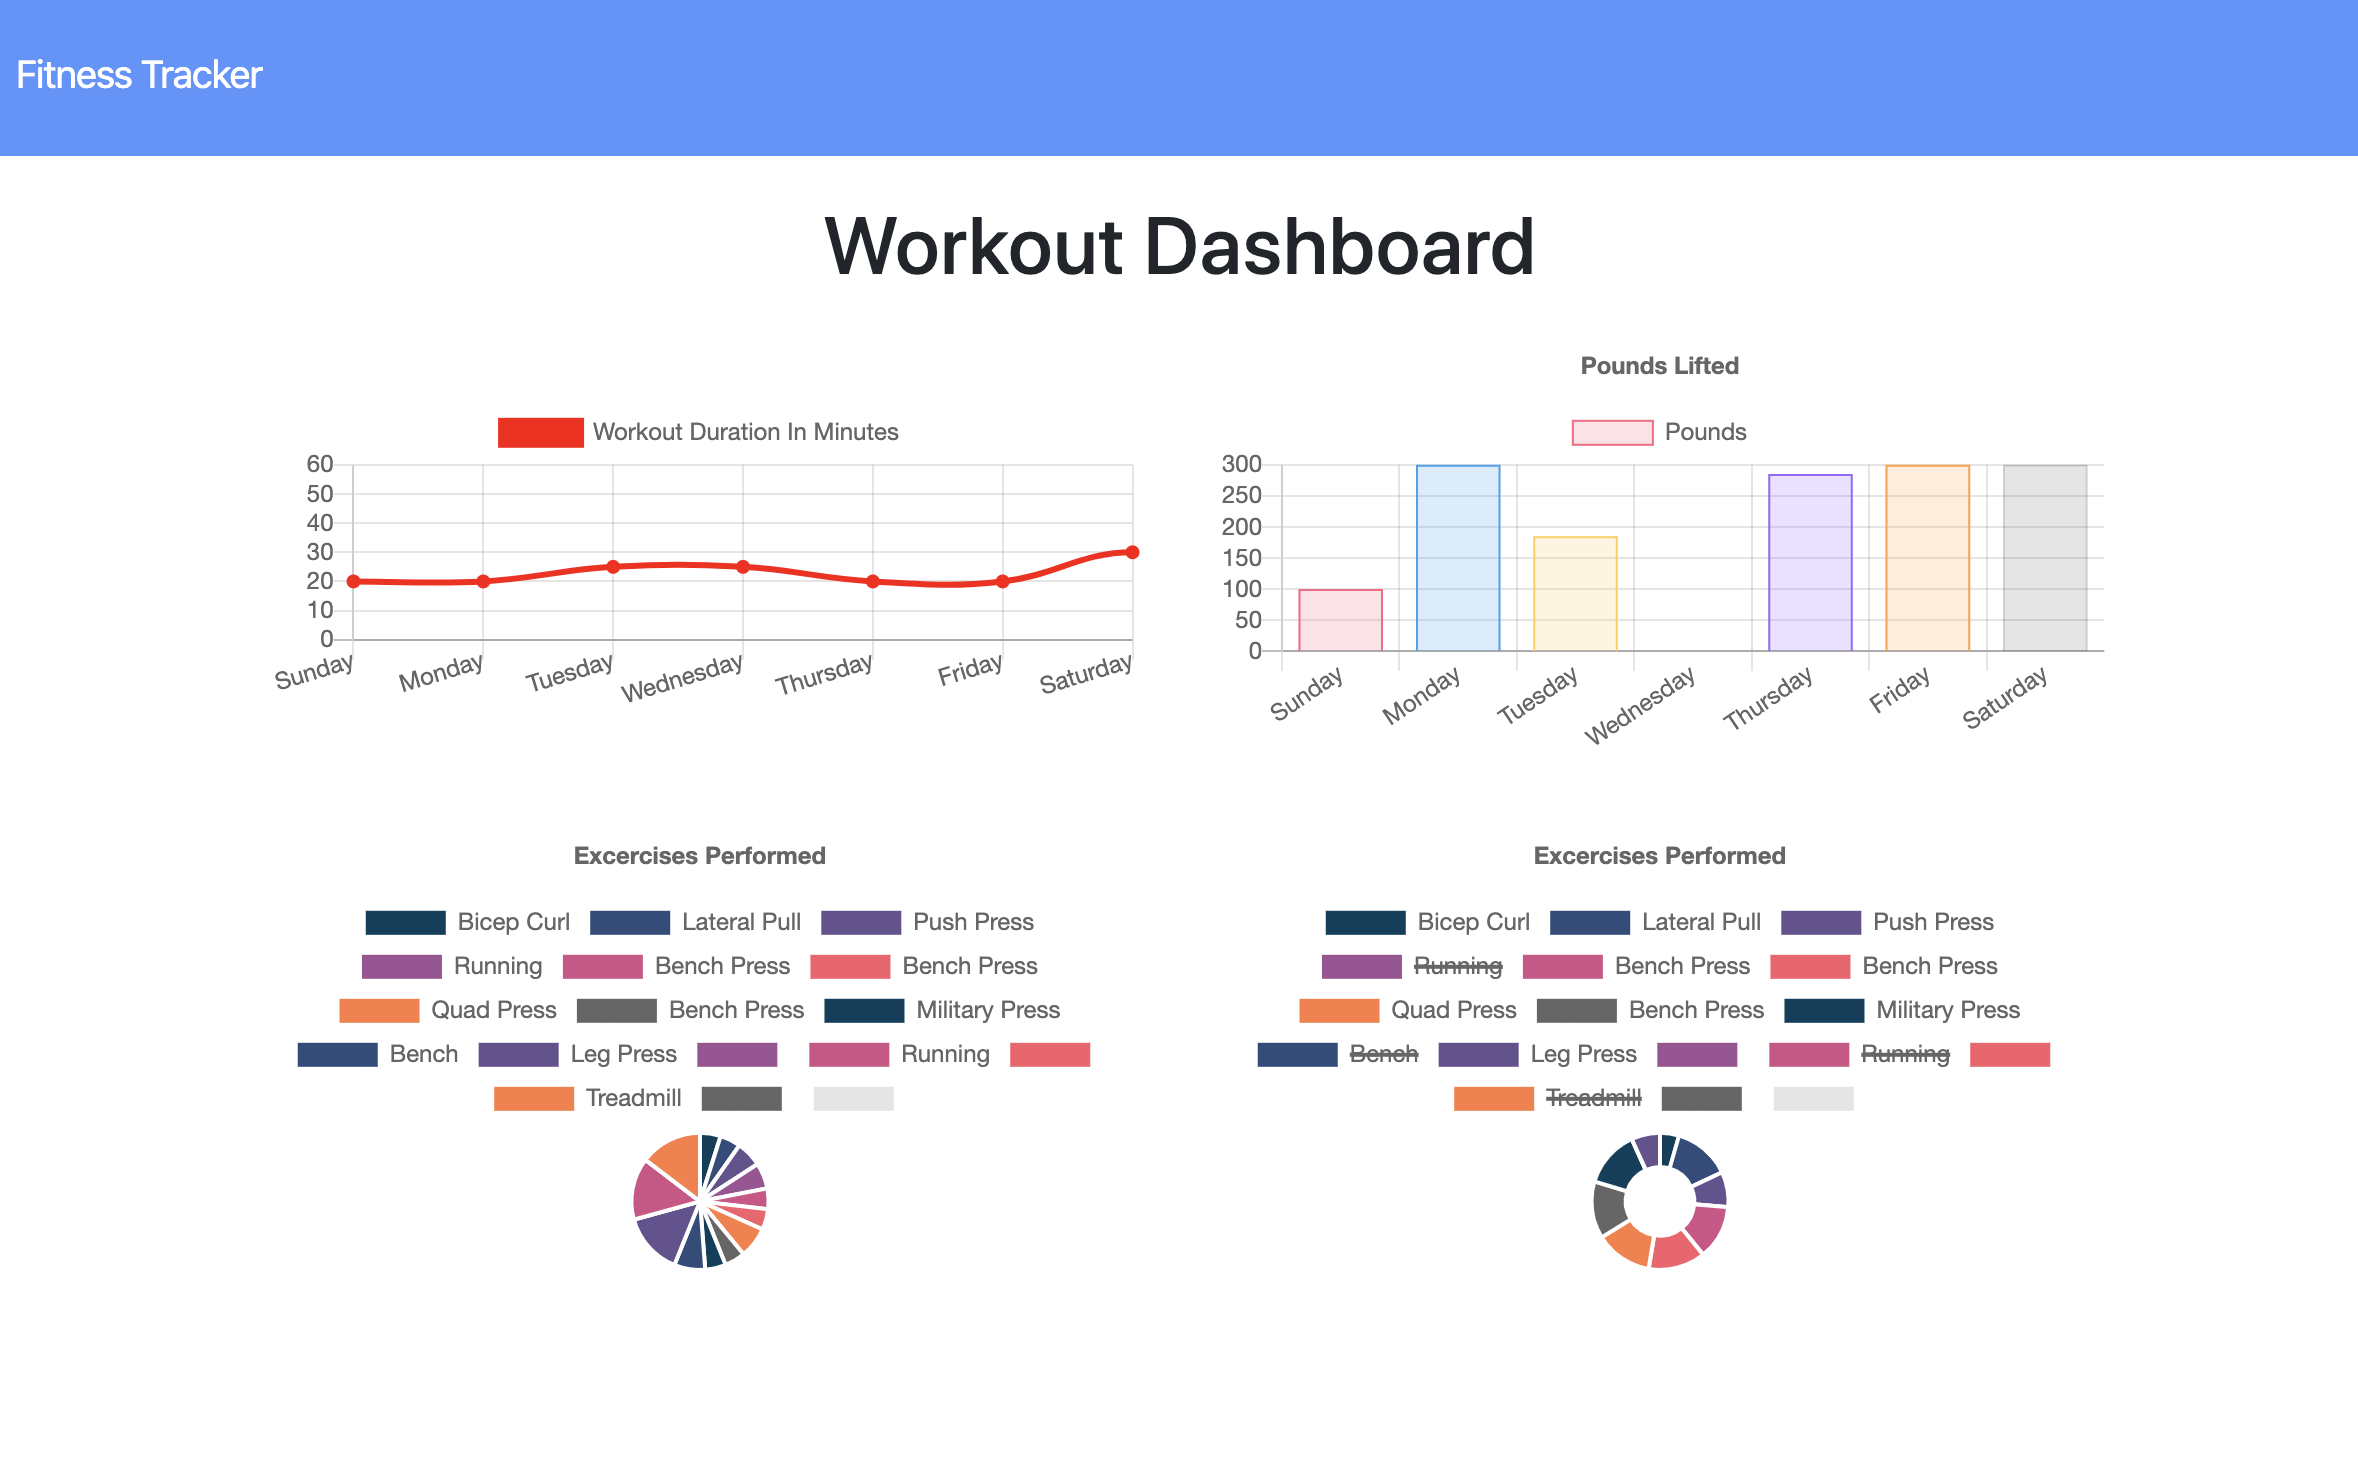 Fitness Tracker
Workout Dashboard
Workout Duration In Minutes
60
50
40
30
20
10
0
Sunday Monday Tuesday Wednesday Thursday Friday Saturday
Pounds Lifted
Pounds
300
250
200
150
100
50
0
Sunday Monday Tuesday Wednesday Thursday Friday Saturday
Excercises Performed
Bicep Curl Lateral Pull Push Press
Running Bench Press Bench Press
Quad Press Bench Press Military Press
Bench Leg Press Running
Treadmill
Excercises Performed
Bicep Curl Lateral Pull Push Press
Running Bench Press Bench Press
Quad Press Bench Press Military Press
Bench Leg Press Running
Treadmill